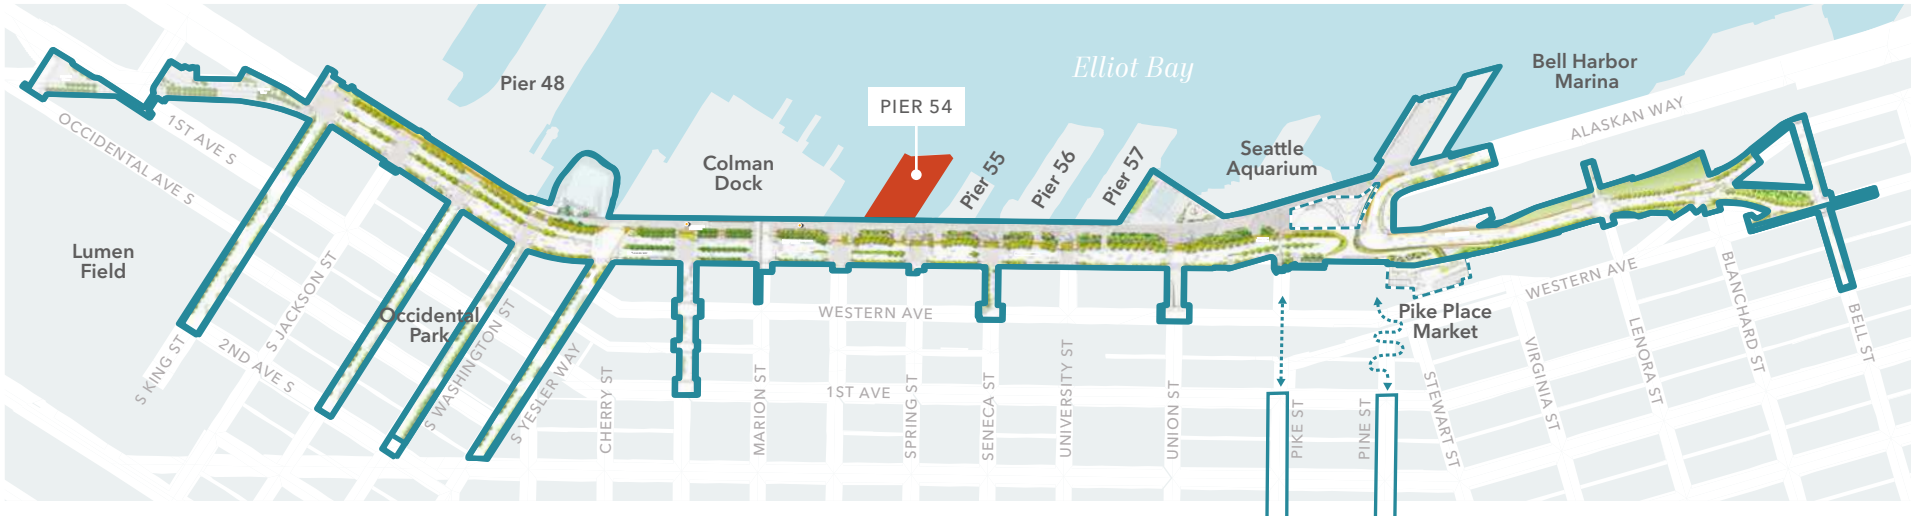 Elliot Bay
Bell Harbor
Marina
Pier 48
PIER 54
ALASKAN WAY
OCCIDENTAL AVE S
1ST AVE S
Colman
Dock
Pier 55
Pier 56
Pier 57
Seattle
Aquarium
Lumen
Field
S JACKSON ST
Occidental
Park
WESTERN AVE
WESTERN AVE
Pike Place
Market
BLANCHARD ST
BELL ST
LENORA ST
VIRGINIA ST
STEWART ST
S KING ST
2ND AVE S
S WASHINGTON ST
S YESLER WAY
CHERRY ST
MARION ST
1ST AVE
SPRING ST
SENECA ST
UNIVERSITY ST
UNION ST
PIKE ST
PINE ST